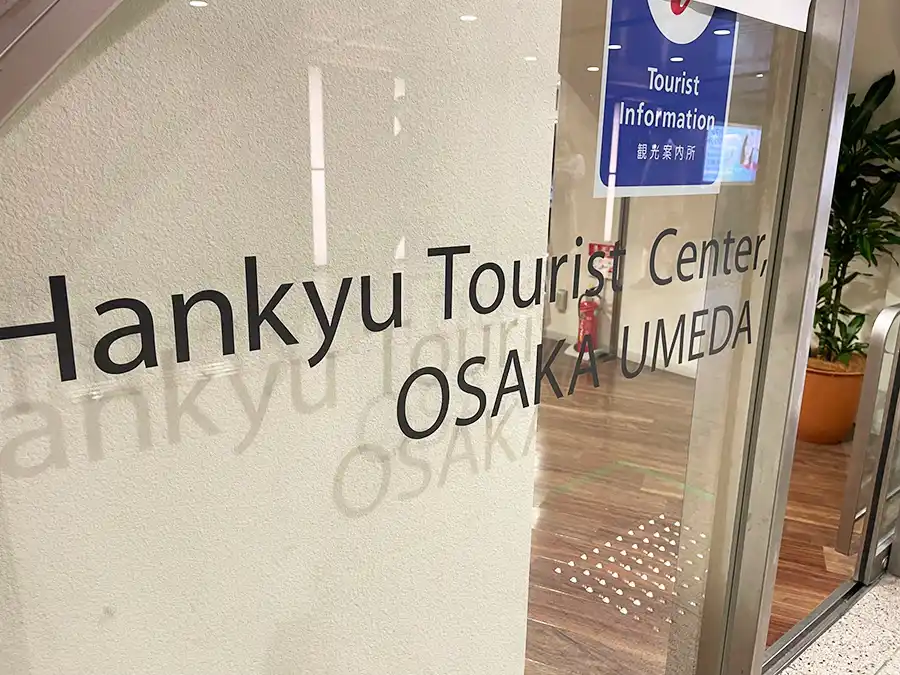 Tourist
Information
観光案内所
Hankyu Tourist Center,
OSAKA UMEDA